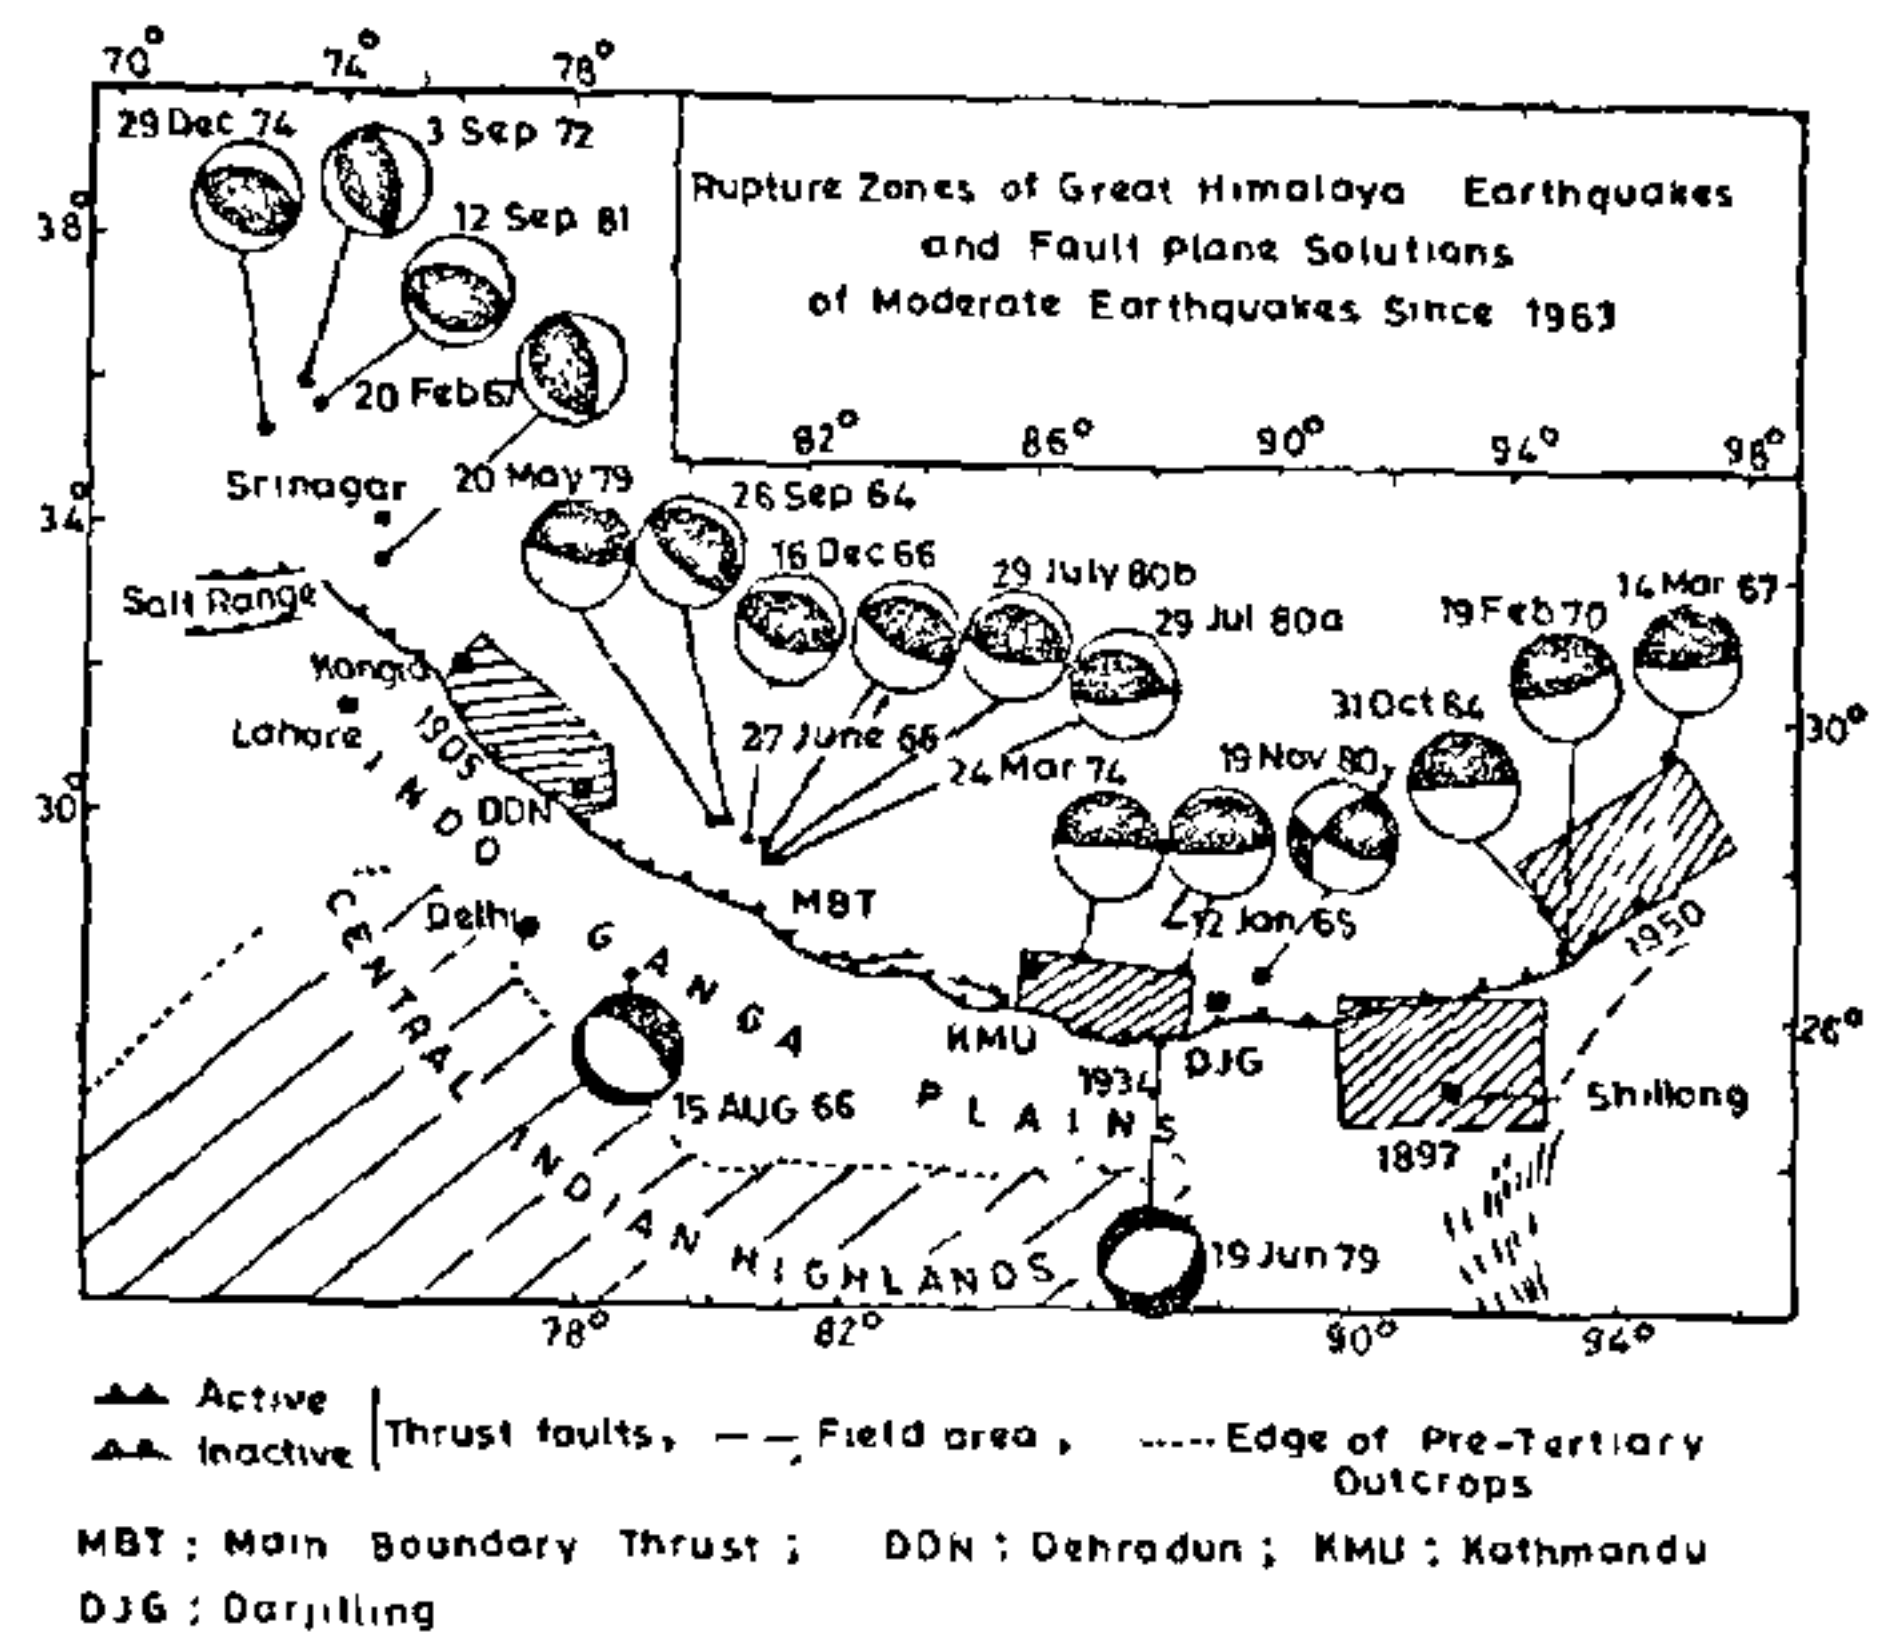 70° 74° 78°
29 Dec 74
3 Sep 72
12 Sep 81
20 Feb 67
38°
34°
30°
Rupture Zones of Great Himalaya Earthquakes
and Fault Plane Solutions
of Moderate Earthquakes Since 1963
82° 86° 90° 94° 98°
Srinagar
20 May 79
26 Sep 64
16 Dec 66
29 July 80b
29 Jul 80a
19 Feb 70
14 Mar 67
Salt Range
Kangra
Lahore
1905
DDN
27 June 66
24 Mar 74
19 Nov 80
31 Oct 64
30°
26°
INDO
GANGA
PLAINS
Delhi
MBT
12 Jan 65
1950
KMU
DJG
1934
Shillong
1897
15 AUG 66
CENTRAL
INDIAN HIGHLANDS
19 Jun 79
78° 82° 90° 94°
Active
Inactive
Thrust faults, Field area, Edge of Pre-Tertiary
Outcrops
MBT : Main Boundary Thrust ; DDN : Dehradun ; KMU : Kathmandu
DJG : Darjilling